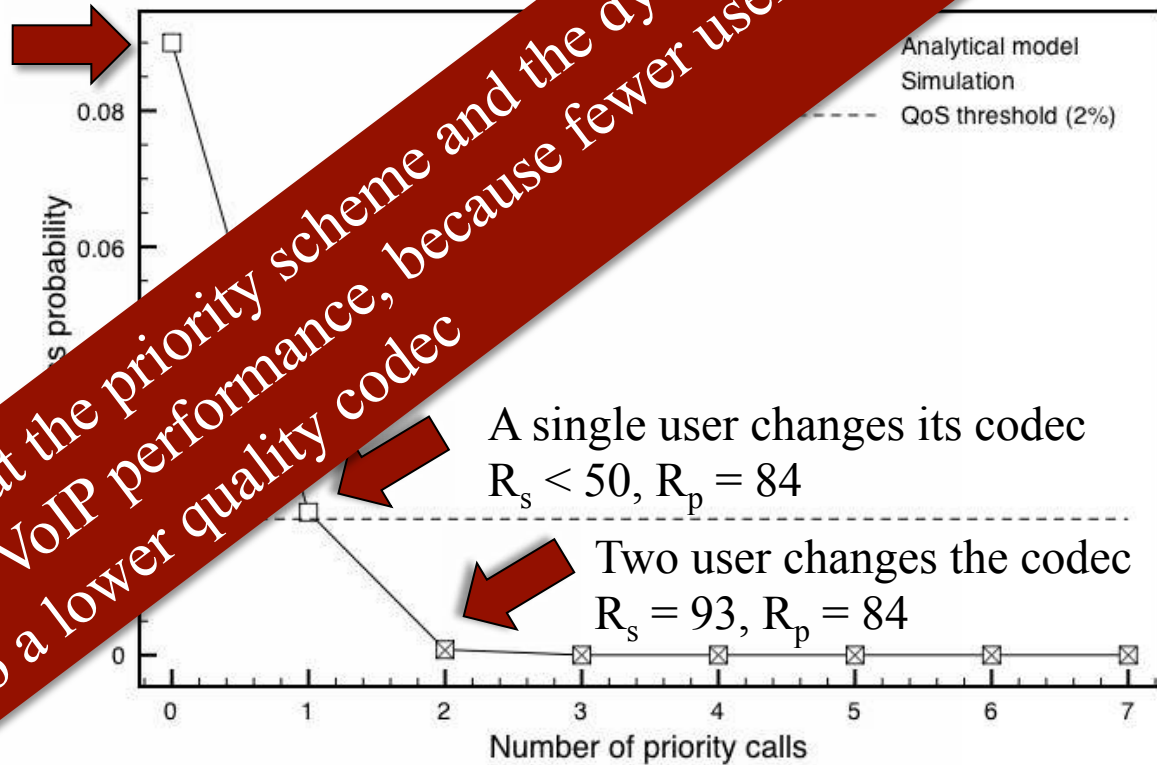 at the priority scheme and the
VoIP performance, because fewer
a lower quality codec
Analytical model
Simulation
QoS threshold (2%)
0.08
0.06
0
probability
A single user changes its codec
Rs < 50, Rp = 84
Two user changes the codec
Rs = 93, Rp = 84
0 1 2 3 4 5 6 7
Number of priority calls